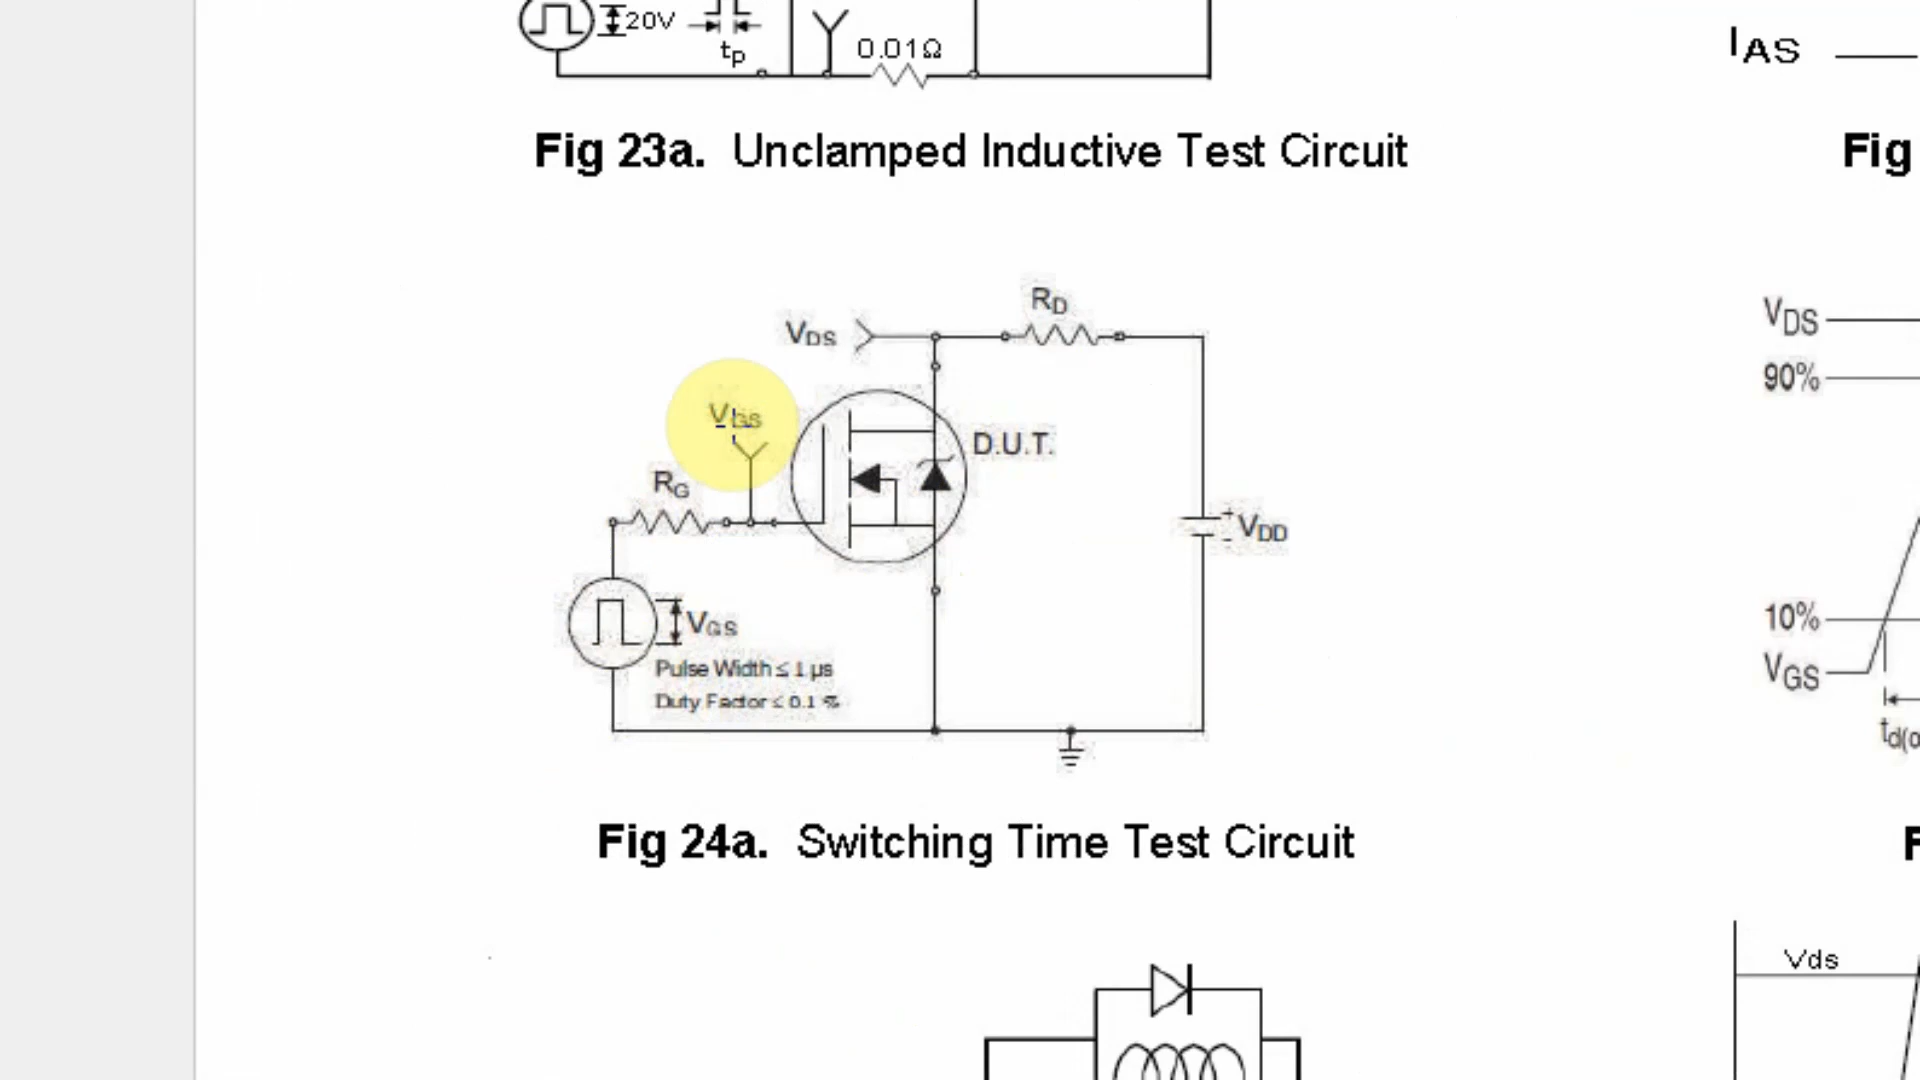 20V
tp
0.01Ω
IAS
Fig 23a. Unclamped Inductive Test Circuit
Fig
RD
VDS
VDS
90%
VGS
D.U.T.
RG
VDD
+
-
VGS
Pulse Width ≤ 1 µs
Duty Factor ≤ 0.1 %
10%
VGS
td(o
Fig 24a. Switching Time Test Circuit
F
Vds